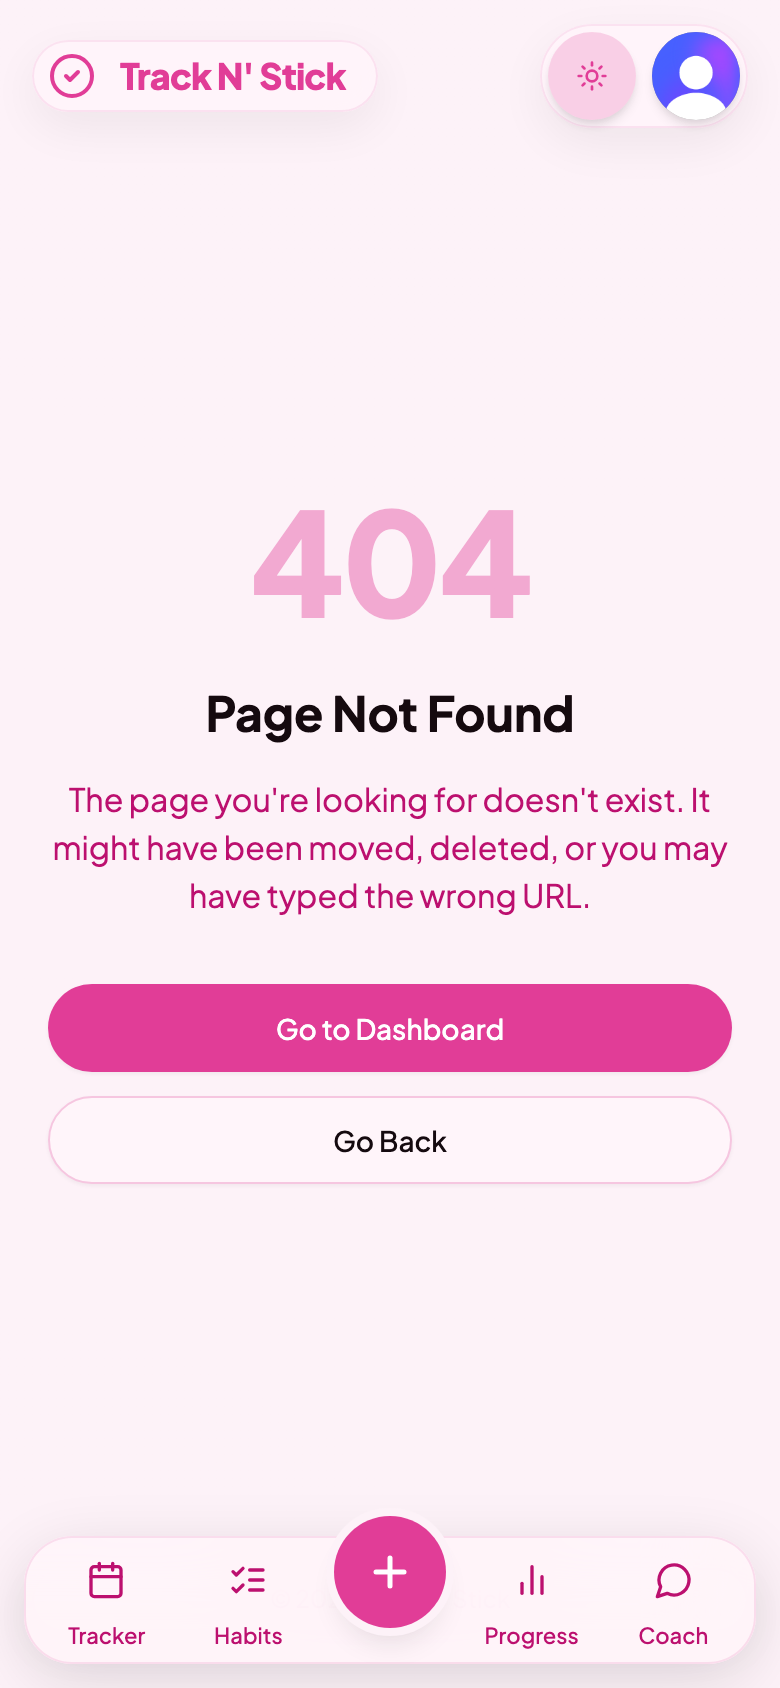 Track N' Stick
404
Page Not Found
The page you're looking for doesn't exist. It
might have been moved, deleted, or you may
have typed the wrong URL.
Go to Dashboard
Go Back
Tracker
Habits
Progress
Coach